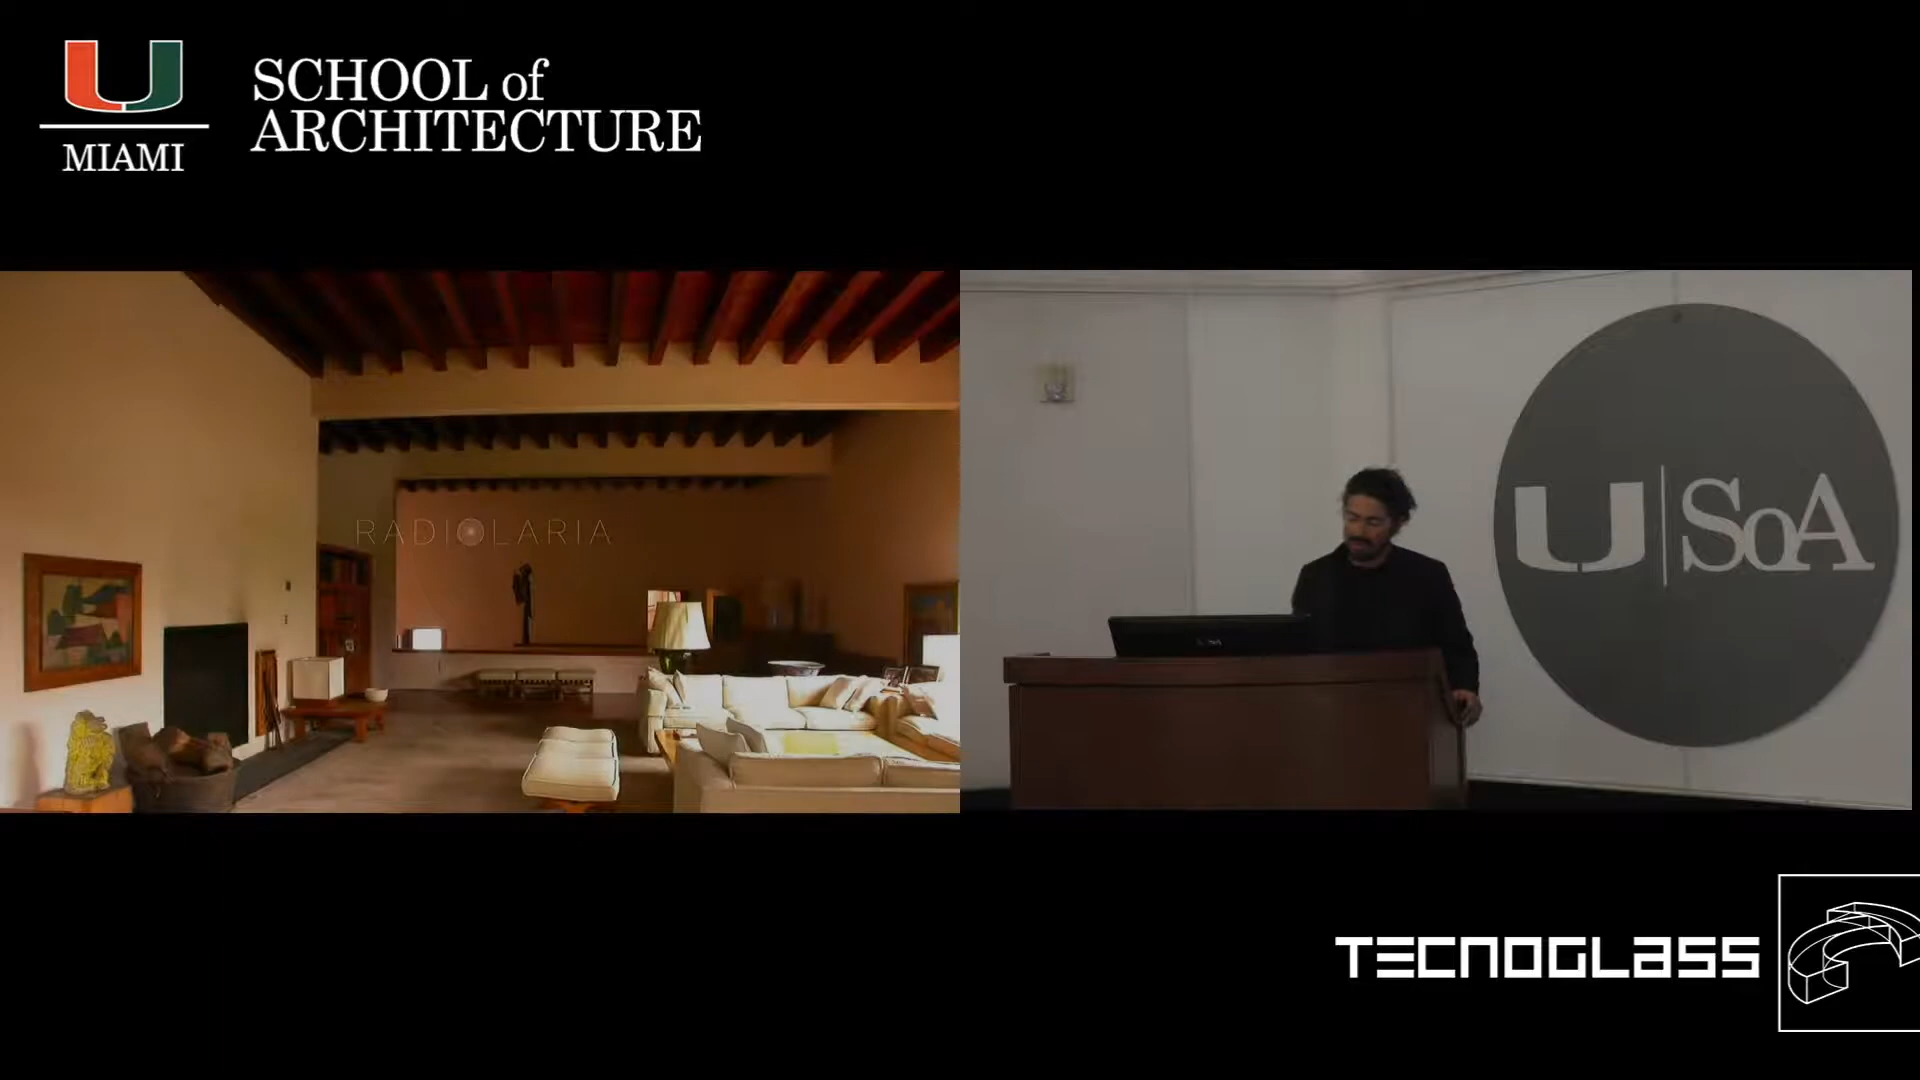 SCHOOL of
ARCHITECTURE
MIAMI
RADIOLARIA
U SoA
TECNOGLASS